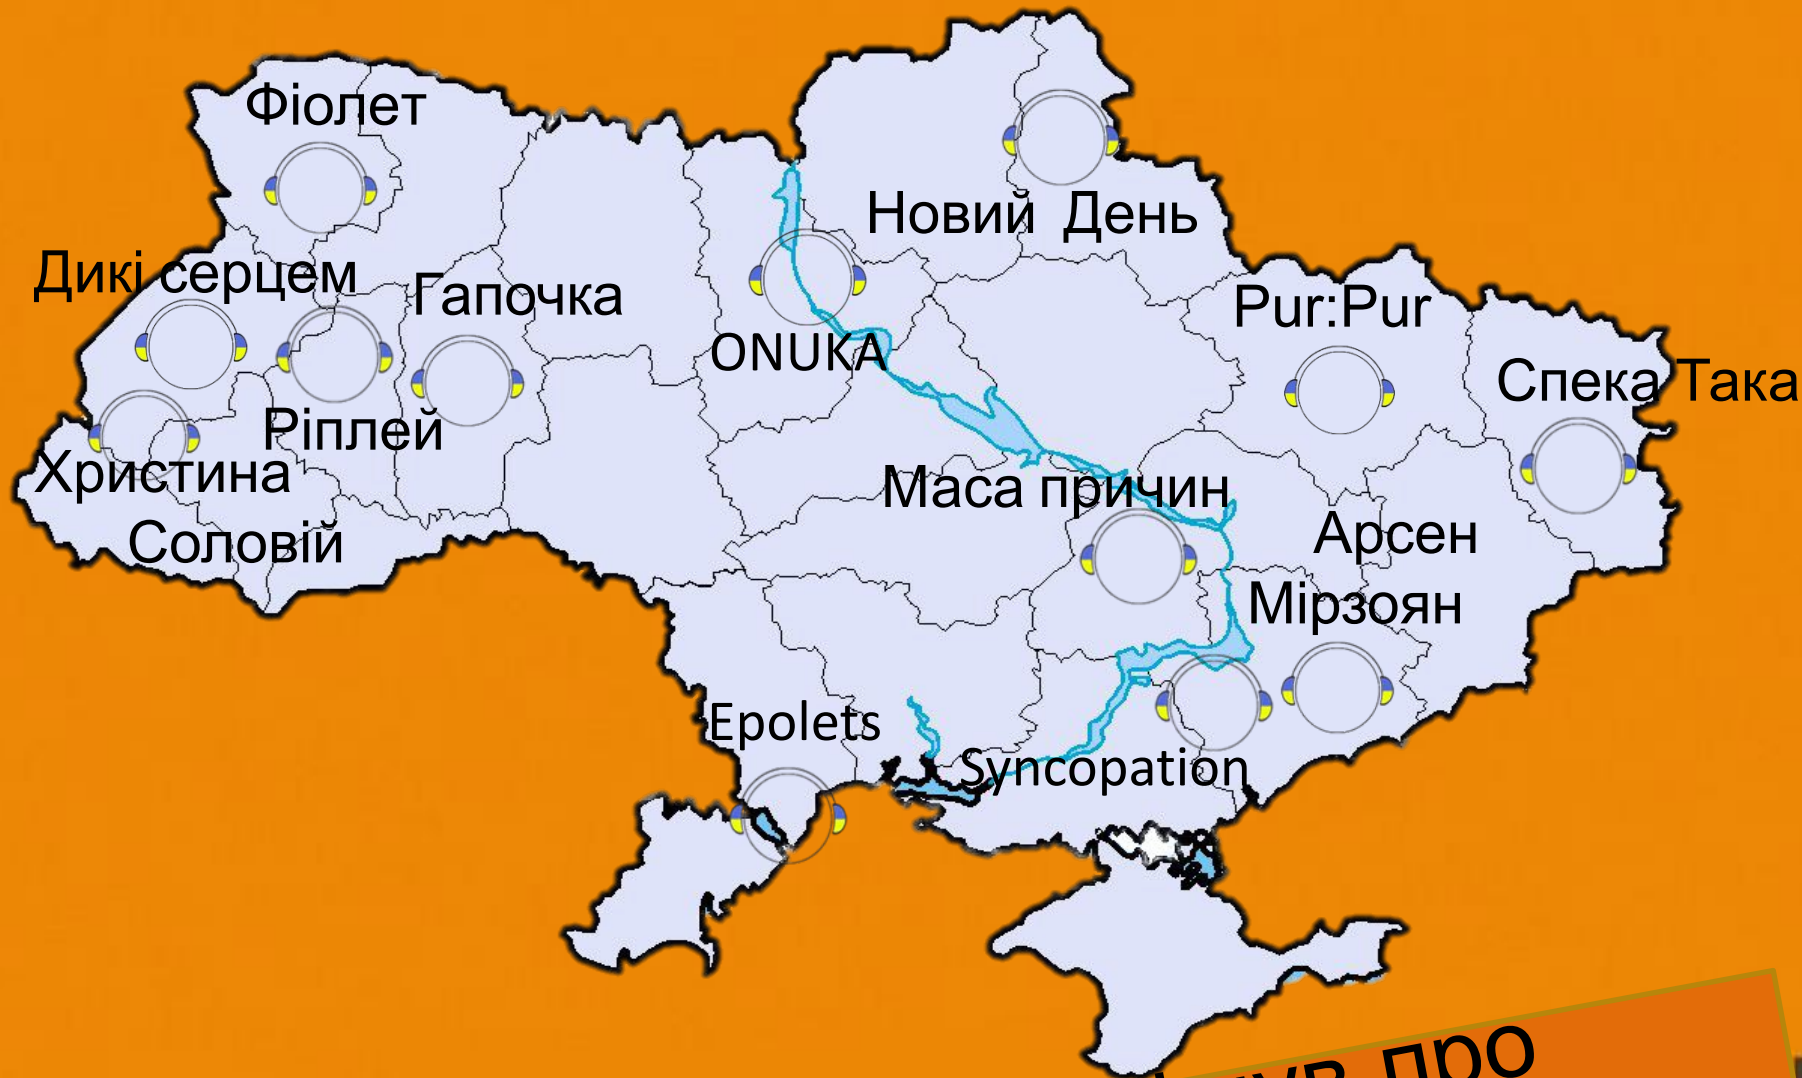 Фіолет
Новий День
Дикі серцем
Гапочка
Pur:Pur
ONUKA
Спека Така
Ріплей
Христина
Соловій
Маса причин
Арсен
Мірзоян
Epolets
Syncopation
про